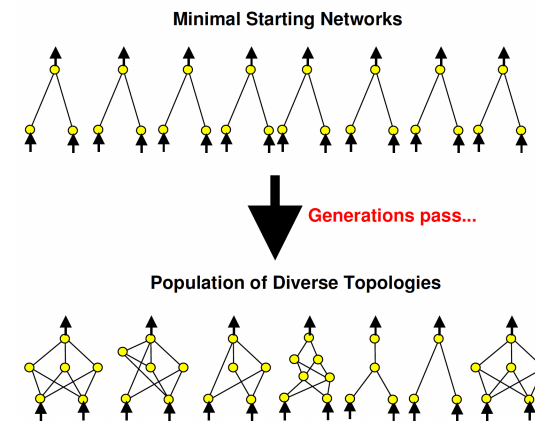 Minimal Starting Networks
Generations pass...
Population of Diverse Topologies